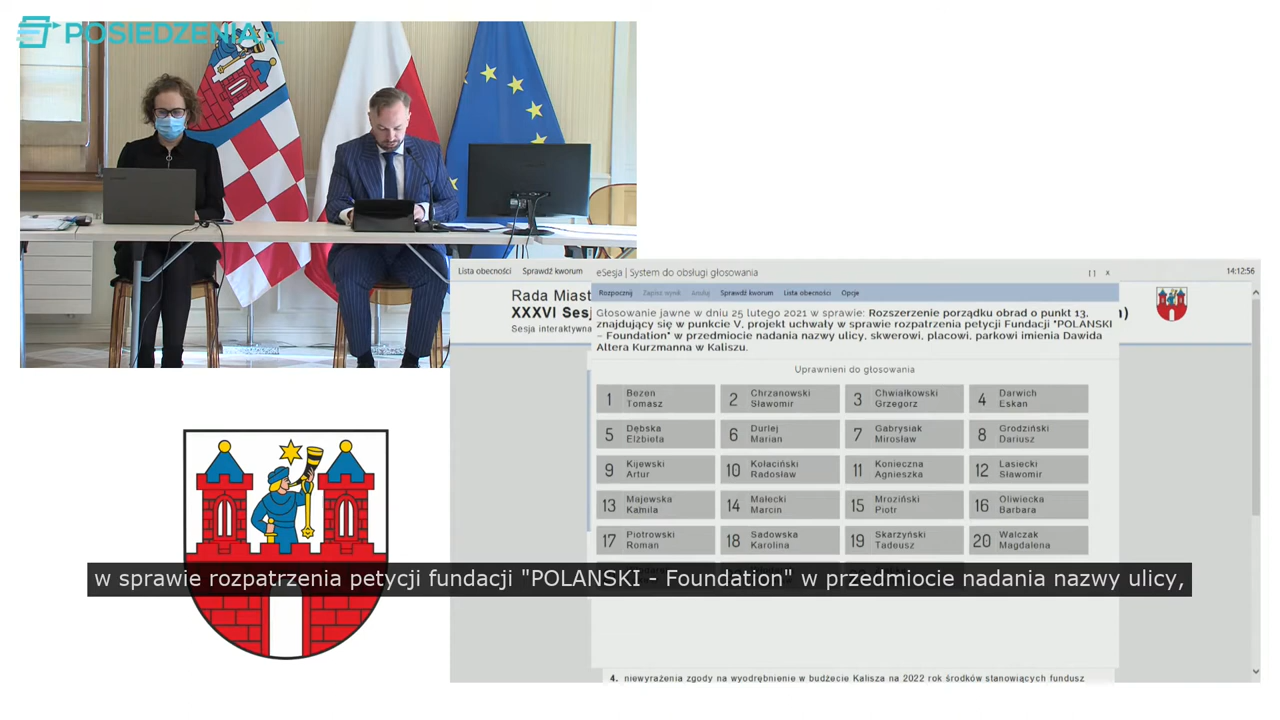 POSIEDZENIA.PL
Lista obecności Sprawdź kworum
eSesja | System do obsługi głosowania
[ ] x
14:12:56
Rozpocznij Zapisz wynik Anuluj Sprawdź kworum Lista obecności Opcje
Rada Miast
XXXVI Sesj
Sesja interaktywna
)
Głosowanie jawne w dniu 25 lutego 2021 w sprawie: Rozszerzenie porządku obrad o punkt 13,
znajdujący się w punkcie V, projekt uchwały w sprawie rozpatrzenia petycji Fundacji "POLANSKI
– Foundation" w przedmiocie nadania nazwy ulicy, skwerowi, placowi, parkowi imienia Dawida
Altera Kurzmanna w Kaliszu.
Uprawnieni do głosowania
1 Bezen Tomasz
2 Chrzanowski Sławomir
3 Chwiałkowski Grzegorz
4 Darwich Eskan
5 Dębska Elżbieta
6 Durlej Marian
7 Gabrysiak Mirosław
8 Grodziński Dariusz
9 Kijewski Artur
10 Kołaciński Radosław
11 Konieczna Agnieszka
12 Lasiecki Sławomir
13 Majewska Kamila
14 Małecki Marcin
15 Mroziński Piotr
16 Oliwiecka Barbara
17 Piotrowski Roman
18 Sadowska Karolina
19 Skarżyński Tadeusz
20 Walczak Magdalena
w sprawie rozpatrzenia petycji fundacji "POLANSKI - Foundation" w przedmiocie nadania nazwy ulicy,
4. niewyrażenia zgody na wyodrębnienie w budżecie Kalisza na 2022 rok środków stanowiących fundusz